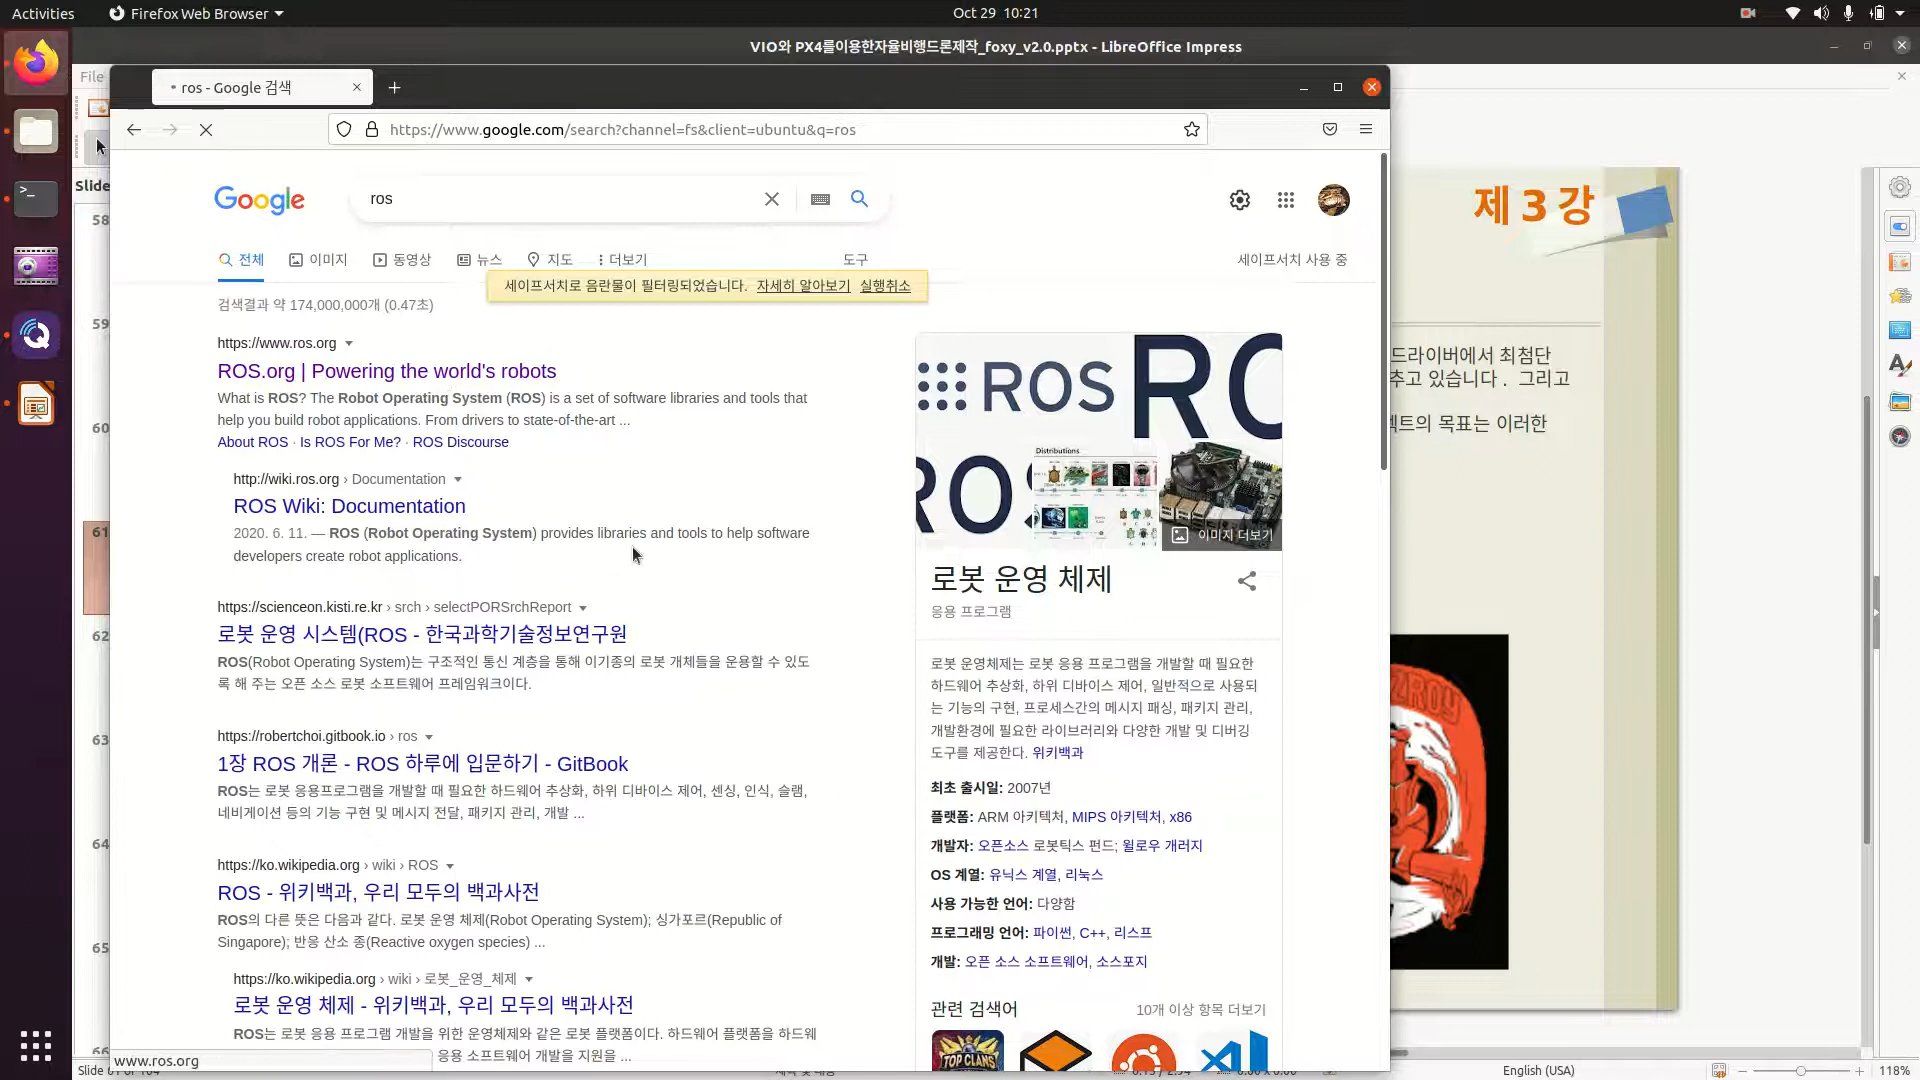 Activities
Firefox Web Browser
Oct 29 10:21
VIO와 PX4를이용한자율비행드론제작_foxy_v2.0.pptx - LibreOffice Impress
File
ros - Google 검색
https://www.google.com/search?channel=fs&client=ubuntu&q=ros
Google
ros
전체
이미지
동영상
뉴스
지도
더보기
도구
세이프서치 사용 중
세이프서치로 음란물이 필터링되었습니다. 자세히 알아보기 실행취소
검색결과 약 174,000,000개 (0.47초)
https://www.ros.org
ROS.org | Powering the world's robots
What is ROS? The Robot Operating System (ROS) is a set of software libraries and tools that
help you build robot applications. From drivers to state-of-the-art ...
About ROS · Is ROS For Me? · ROS Discourse
http://wiki.ros.org › Documentation
ROS Wiki: Documentation
2020. 6. 11. — ROS (Robot Operating System) provides libraries and tools to help software
developers create robot applications.
https://scienceon.kisti.re.kr › srch › selectPORSrchReport
로봇 운영 시스템(ROS - 한국과학기술정보연구원
ROS(Robot Operating System)는 구조적인 통신 계층을 통해 이기종의 로봇 개체들을 운용할 수 있도
록 해 주는 오픈 소스 로봇 소프트웨어 프레임워크이다.
https://robertchoi.gitbook.io › ros
1장 ROS 개론 - ROS 하루에 입문하기 - GitBook
ROS는 로봇 응용프로그램을 개발할 때 필요한 하드웨어 추상화, 하위 디바이스 제어, 센싱, 인식, 슬램,
네비게이션 등의 기능 구현 및 메시지 전달, 패키지 관리, 개발 ...
https://ko.wikipedia.org › wiki › ROS
ROS - 위키백과, 우리 모두의 백과사전
ROS의 다른 뜻은 다음과 같다. 로봇 운영 체제(Robot Operating System); 싱가포르(Republic of
Singapore); 반응 산소 종(Reactive oxygen species) ...
https://ko.wikipedia.org › wiki › 로봇_운영_체제
로봇 운영 체제 - 위키백과, 우리 모두의 백과사전
ROS는 로봇 응용 프로그램 개발을 위한 운영체제와 같은 로봇 플랫폼이다. 하드웨어 플랫폼을 하드웨
응용 소프트웨어 개발을 지원을 ...
www.ros.org
ROS
RO
ROS
Distributions
이미지 더보기
로봇 운영 체제
응용 프로그램
로봇 운영체제는 로봇 응용 프로그램을 개발할 때 필요한
하드웨어 추상화, 하위 디바이스 제어, 일반적으로 사용되
는 기능의 구현, 프로세스간의 메시지 패싱, 패키지 관리,
개발환경에 필요한 라이브러리와 다양한 개발 및 디버깅
도구를 제공한다. 위키백과
최초 출시일: 2007년
플랫폼: ARM 아키텍처, MIPS 아키텍처, x86
개발자: 오픈소스 로봇틱스 펀드; 윌로우 개러지
OS 계열: 유닉스 계열, 리눅스
사용 가능한 언어: 다양함
프로그래밍 언어: 파이썬, C++, 리스프
개발: 오픈 소스 소프트웨어, 소스포지
관련 검색어
10개 이상 항목 더보기
TOP CLANS
Slide
58
59
60
61
62
63
64
65
66
제 3 강
드라이버에서 최첨단
추고 있습니다 . 그리고
젝트의 목표는 이러한
ZROY
English (USA)
118%